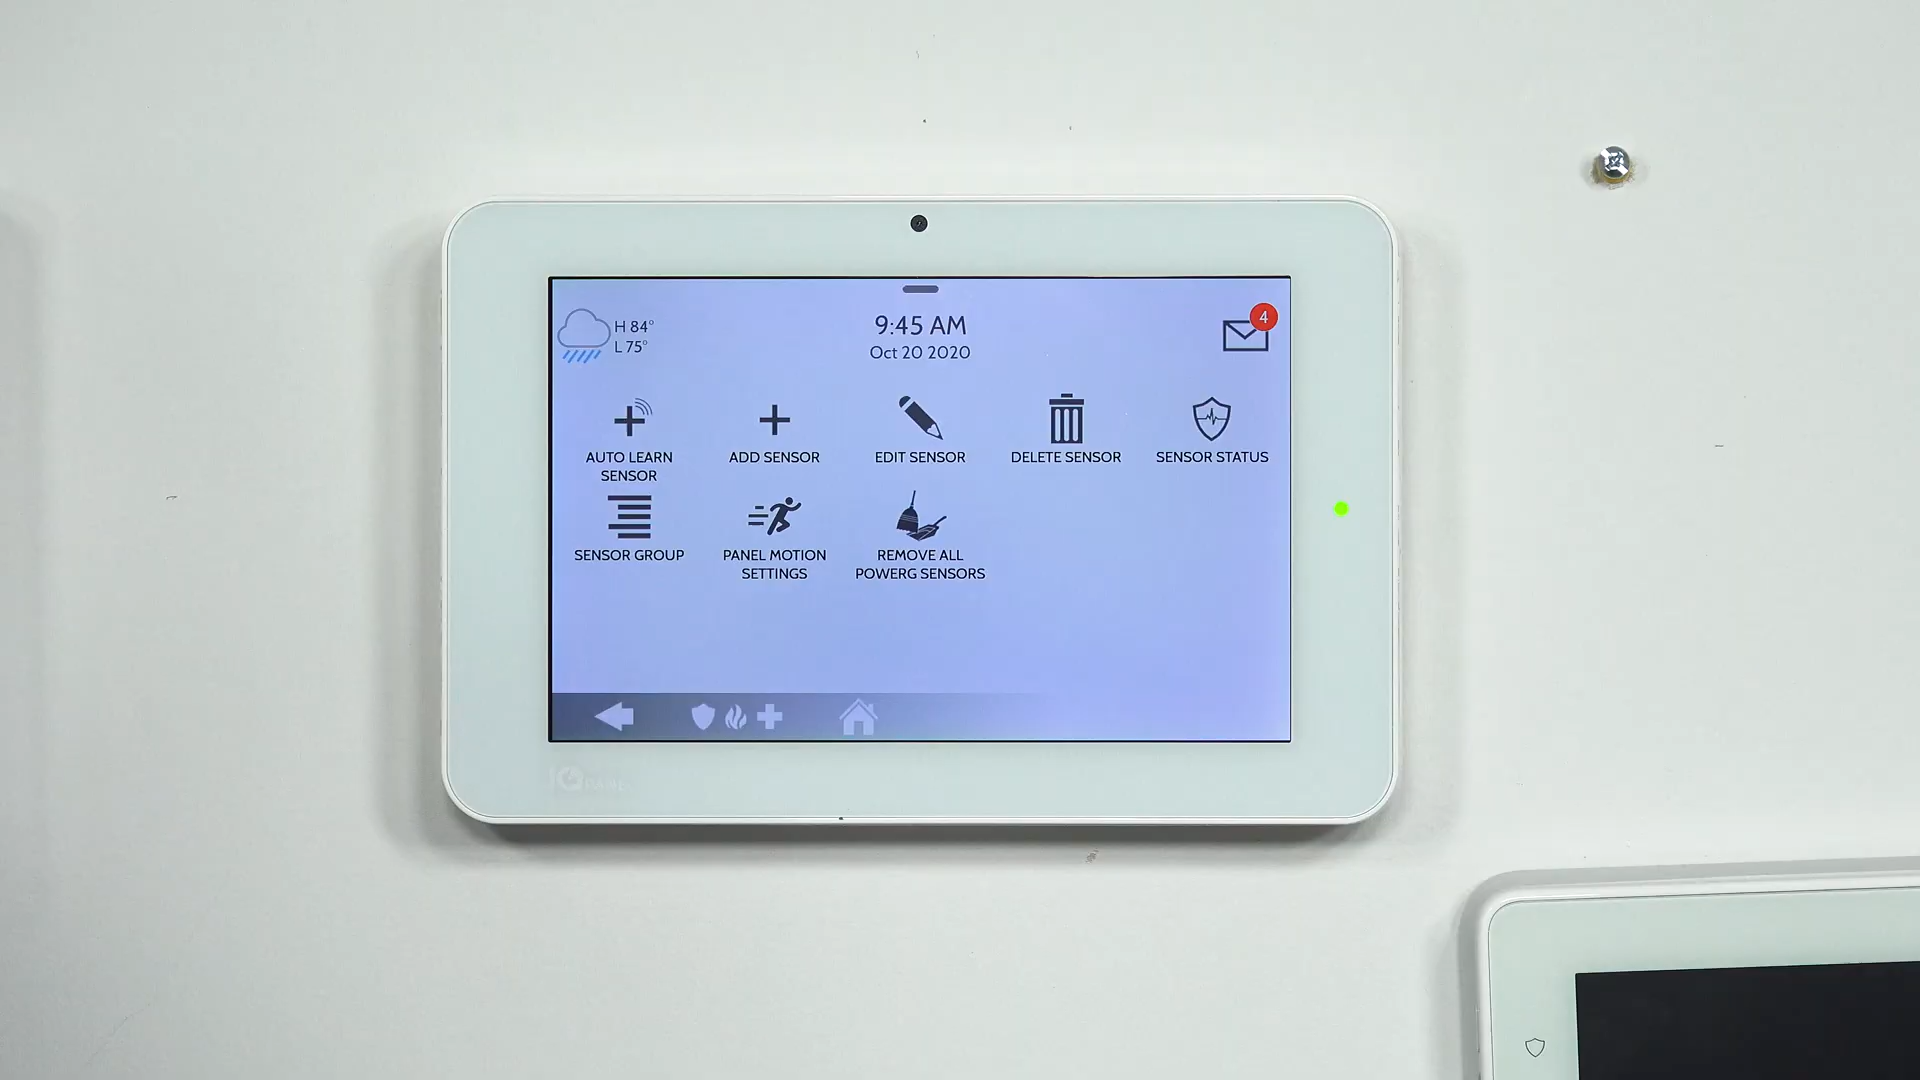 H 84°
L 75°
9:45 AM
Oct 20 2020
4
AUTO LEARN
SENSOR
ADD SENSOR
EDIT SENSOR
DELETE SENSOR
SENSOR STATUS
SENSOR GROUP
PANEL MOTION
SETTINGS
REMOVE ALL
POWERG SENSORS
IQ